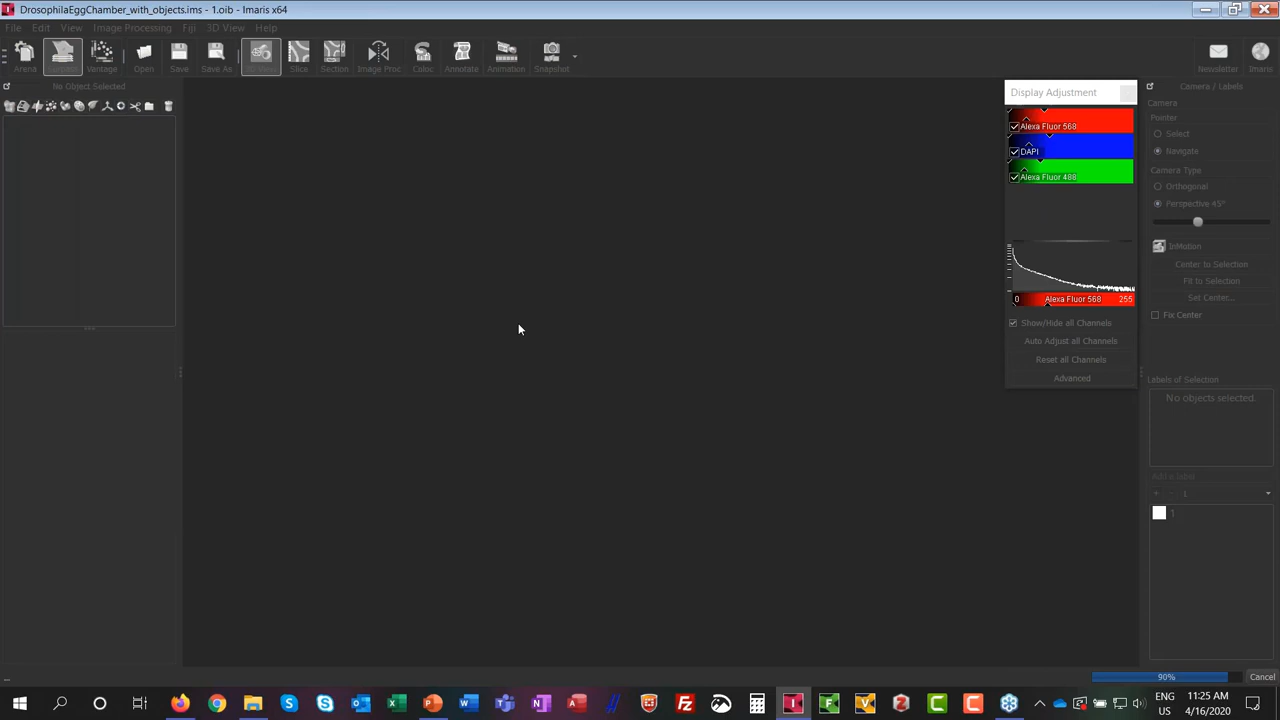 DrosophilaEggChamber_with_objects.ims - 1.oib - Imaris x64
File Edit View Image Processing Fiji 3D View Help
Arena Surpass Vantage Open Save Save As 3D View Slice Section Image Proc Coloc Annotate Animation Snapshot Newsletter Imaris
No Object Selected
Display Adjustment
Alexa Fluor 568
DAPI
Alexa Fluor 488
0 Alexa Fluor 568 255
Show/Hide all Channels
Auto Adjust all Channels
Reset all Channels
Advanced
Camera / Labels
Camera
Pointer
Select
Navigate
Camera Type
Orthogonal
Perspective 45°
InMotion
Center to Selection
Fit to Selection
Set Center...
Fix Center
Labels of Selection
No objects selected.
Add a label
+ - L
1
90% Cancel
ENG
US
11:25 AM
4/16/2020